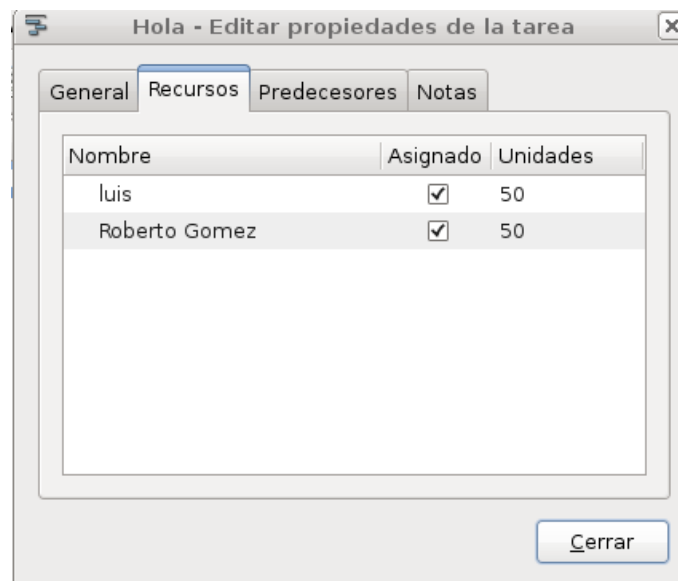 Hola - Editar propiedades de la tarea
General Recursos Predecesores Notas
Nombre Asignado Unidades
luis 50
Roberto Gomez 50
Cerrar